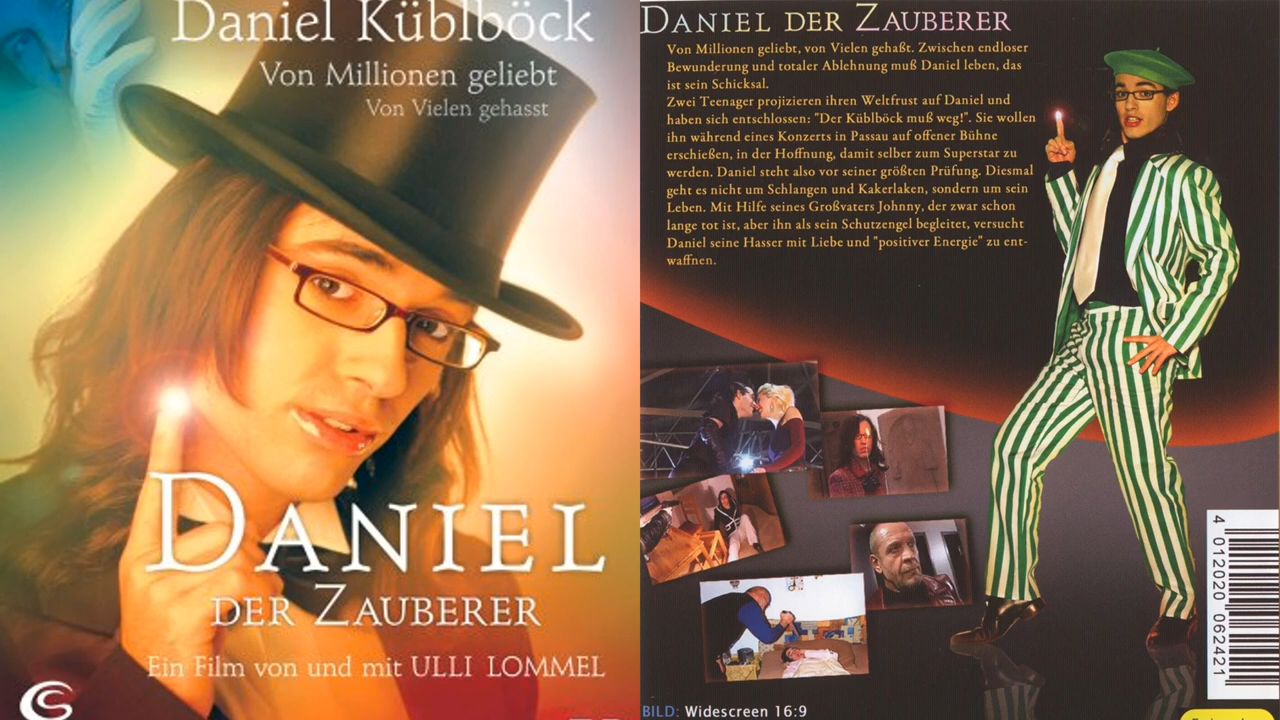 Daniel Küblböck
Von Millionen geliebt
Von Vielen gehasst
DANIEL
DER ZAUBERER
Ein Film von und mit ULLI LOMMEL
DANIEL DER ZAUBERER
Von Millionen geliebt, von Vielen gehaßt. Zwischen endloser
Bewunderung und totaler Ablehnung muß Daniel leben, das
ist sein Schicksal.
Zwei Teenager projizieren ihren Weltfrust auf Daniel und
haben sich entschlossen: "Der Küblböck muß weg!". Sie wollen
ihn während eines Konzerts in Passau auf offener Bühne
erschießen, in der Hoffnung, damit selber zum Superstar zu
werden. Daniel steht also vor seiner größten Prüfung. Diesmal
geht es nicht um Schlangen und Kakerlaken, sondern um sein
Leben. Mit Hilfe seines Großvaters Johnny, der zwar schon
lange tot ist, aber ihn als sein Schutzengel begleitet, versucht
Daniel seine Hasser mit Liebe und "positiver Energie" zu ent-
waffnen.
4 012020 062421
BILD: Widescreen 16:9